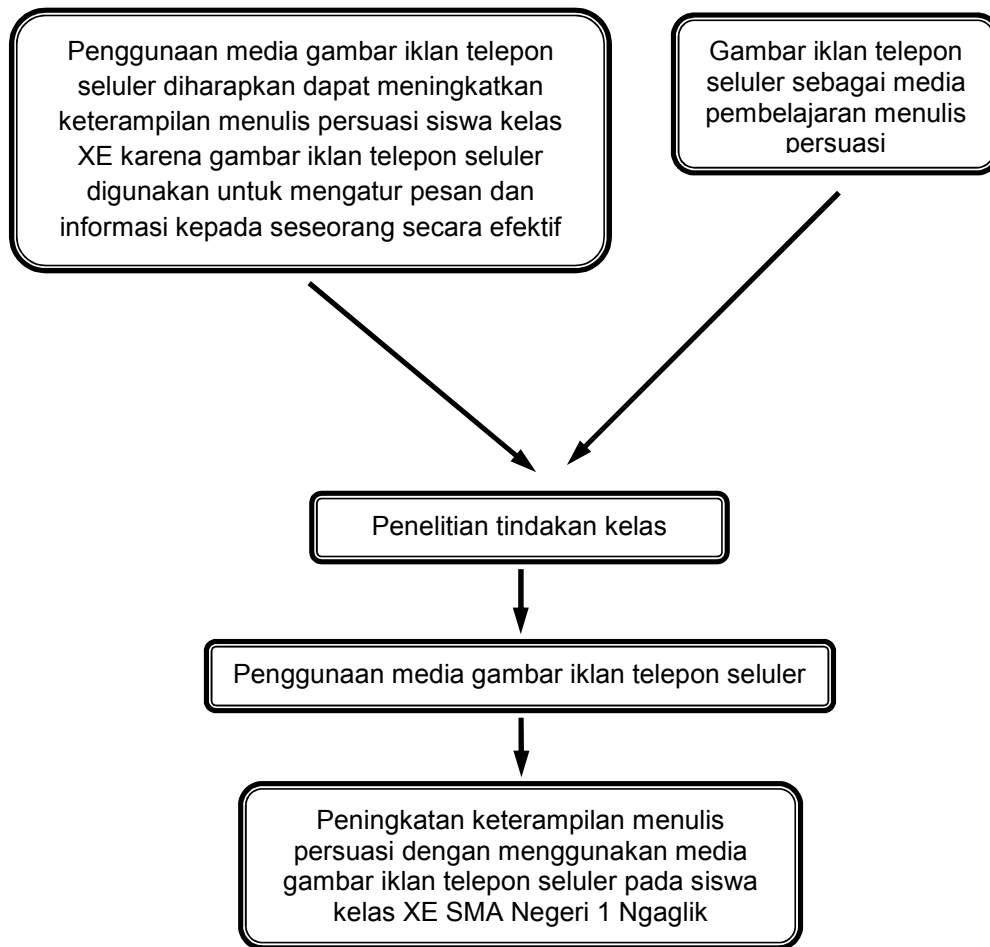 Penggunaan media gambar iklan telepon
seluler diharapkan dapat meningkatkan
keterampilan menulis persuasi siswa kelas
XE karena gambar iklan telepon seluler
digunakan untuk mengatur pesan dan
informasi kepada seseorang secara efektif
Gambar iklan telepon
seluler sebagai media
pembelajaran menulis
persuasi
Penelitian tindakan kelas
Penggunaan media gambar iklan telepon seluler
Peningkatan keterampilan menulis
persuasi dengan menggunakan media
gambar iklan telepon seluler pada siswa
kelas XE SMA Negeri 1 Ngaglik